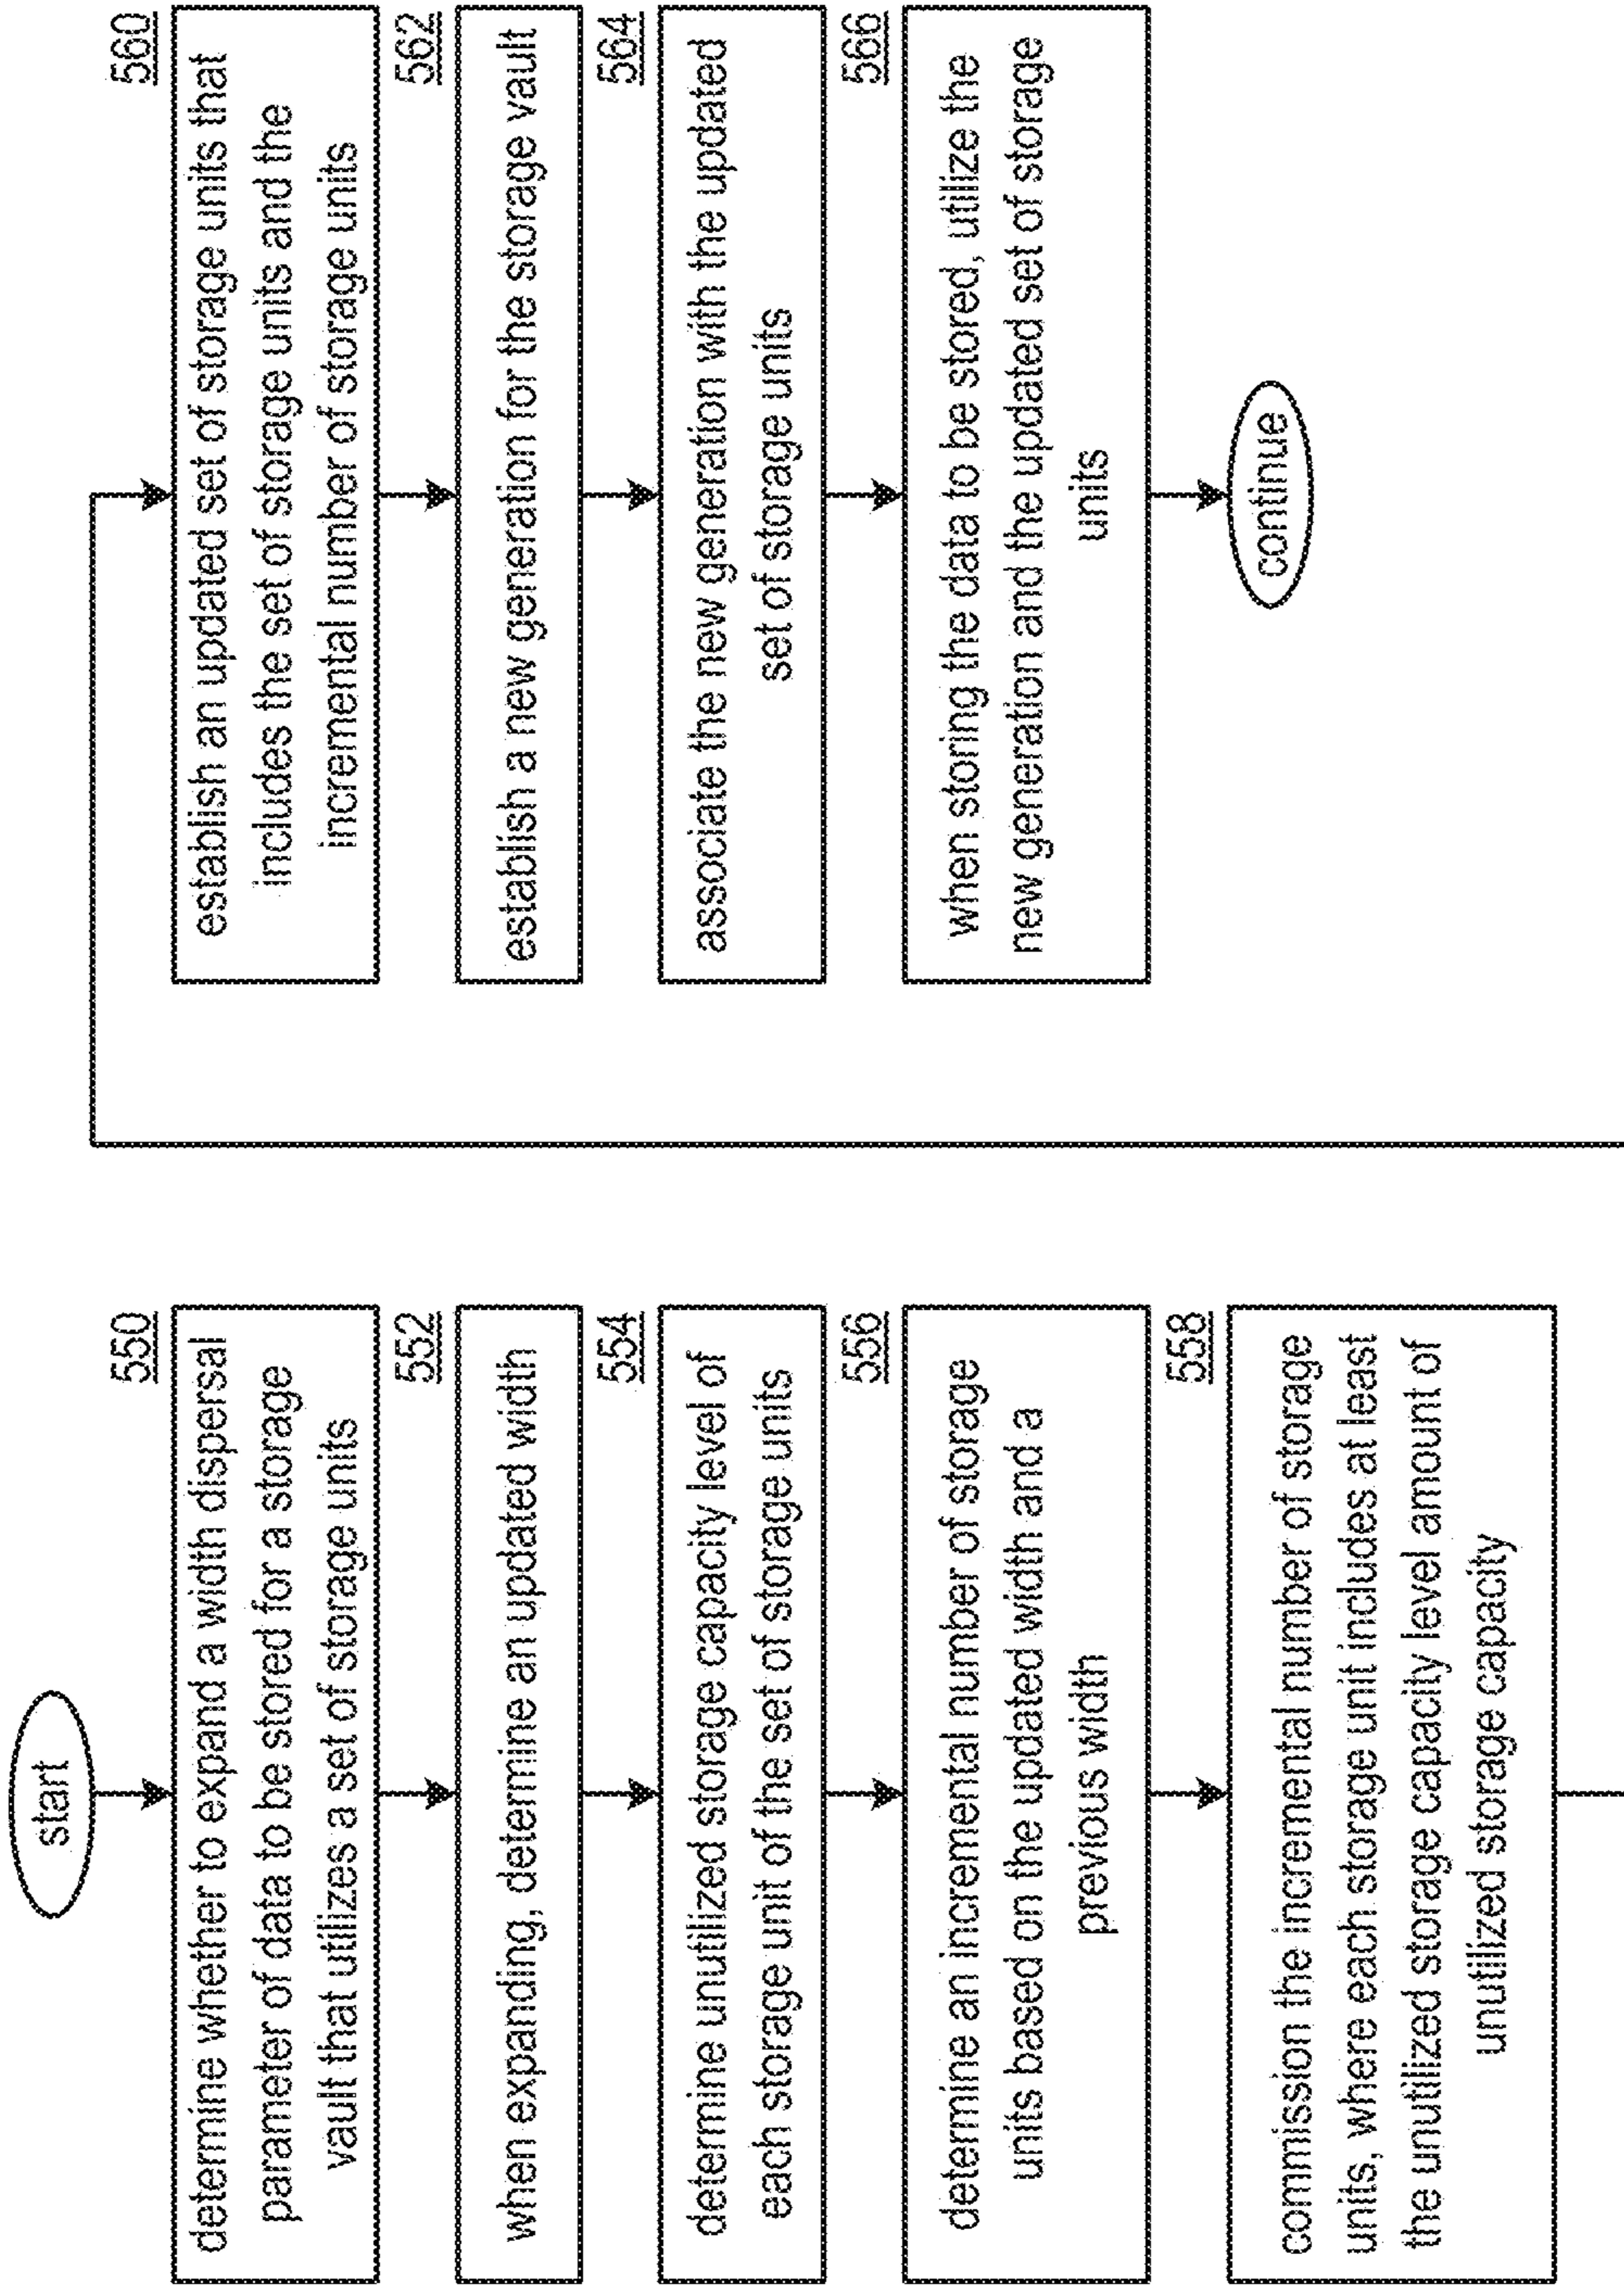 start
550
determine whether to expand a width dispersal
parameter of data to be stored for a storage
vault that utilizes a set of storage units
552
when expanding, determine an updated width
554
determine unutilized storage capacity level of
each storage unit of the set of storage units
556
determine an incremental number of storage
units based on the updated width and a
previous width
558
commission the incremental number of storage
units, where each storage unit includes at least
the unutilized storage capacity level amount of
unutilized storage capacity
560
establish an updated set of storage units that
includes the set of storage units and the
incremental number of storage units
562
establish a new generation for the storage vault
564
associate the new generation with the updated
set of storage units
566
when storing the data to be stored, utilize the
new generation and the updated set of storage
units
continue